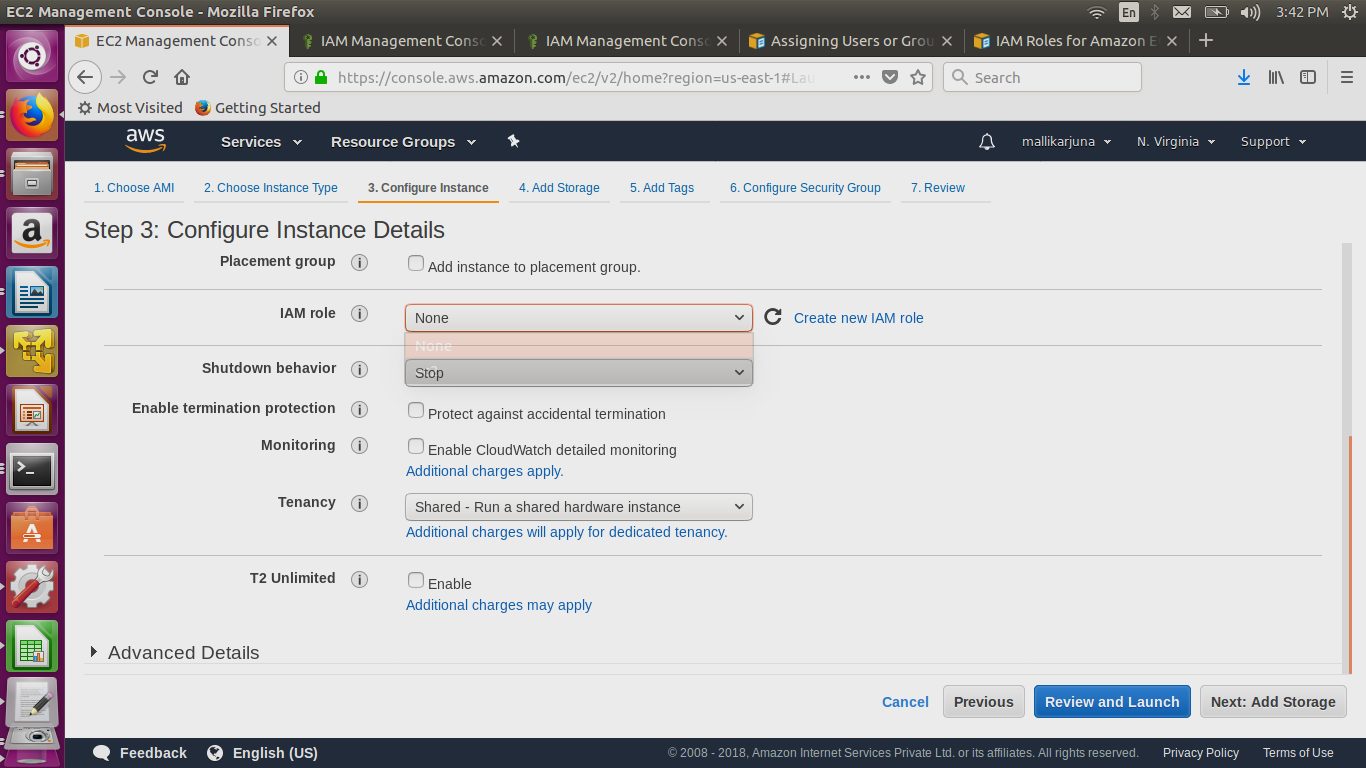 EC2 Management Console - Mozilla Firefox
En
3:42 PM
EC2 Management Conso
IAM Management Conso
IAM Management Conso
Assigning Users or Grou
IAM Roles for Amazon E
https://console.aws.amazon.com/ec2/v2/home?region=us-east-1#Lau
Search
Most Visited
Getting Started
aws
Services
Resource Groups
mallikarjuna
N. Virginia
Support
1. Choose AMI
2. Choose Instance Type
3. Configure Instance
4. Add Storage
5. Add Tags
6. Configure Security Group
7. Review
Step 3: Configure Instance Details
Placement group
Add instance to placement group.
IAM role
None
Create new IAM role
None
Shutdown behavior
Stop
Enable termination protection
Protect against accidental termination
Monitoring
Enable CloudWatch detailed monitoring
Additional charges apply.
Tenancy
Shared - Run a shared hardware instance
Additional charges will apply for dedicated tenancy.
T2 Unlimited
Enable
Additional charges may apply
Advanced Details
Cancel
Previous
Review and Launch
Next: Add Storage
Feedback
English (US)
© 2008 - 2018, Amazon Internet Services Private Ltd. or its affiliates. All rights reserved.
Privacy Policy
Terms of Use